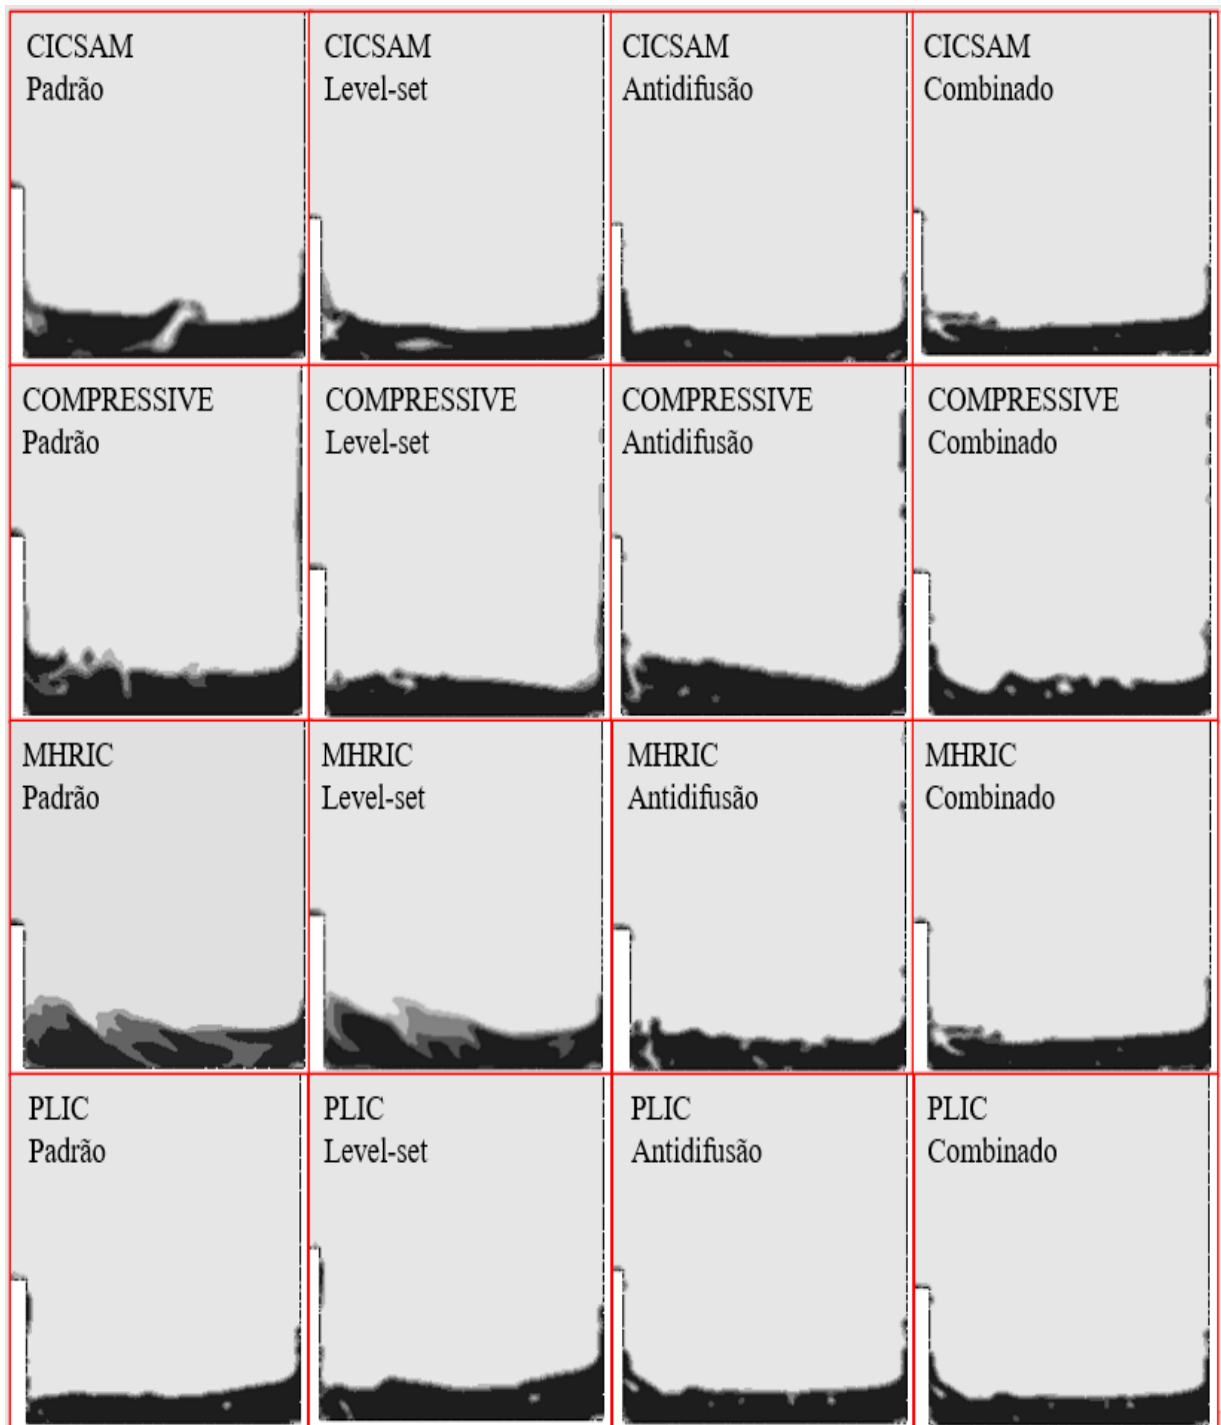 CICSAM
Padrão
CICSAM
Level-set
CICSAM
Antidifusão
CICSAM
Combinado
COMPRESSIVE
Padrão
COMPRESSIVE
Level-set
COMPRESSIVE
Antidifusão
COMPRESSIVE
Combinado
MHRIC
Padrão
MHRIC
Level-set
MHRIC
Antidifusão
MHRIC
Combinado
PLIC
Padrão
PLIC
Level-set
PLIC
Antidifusão
PLIC
Combinado